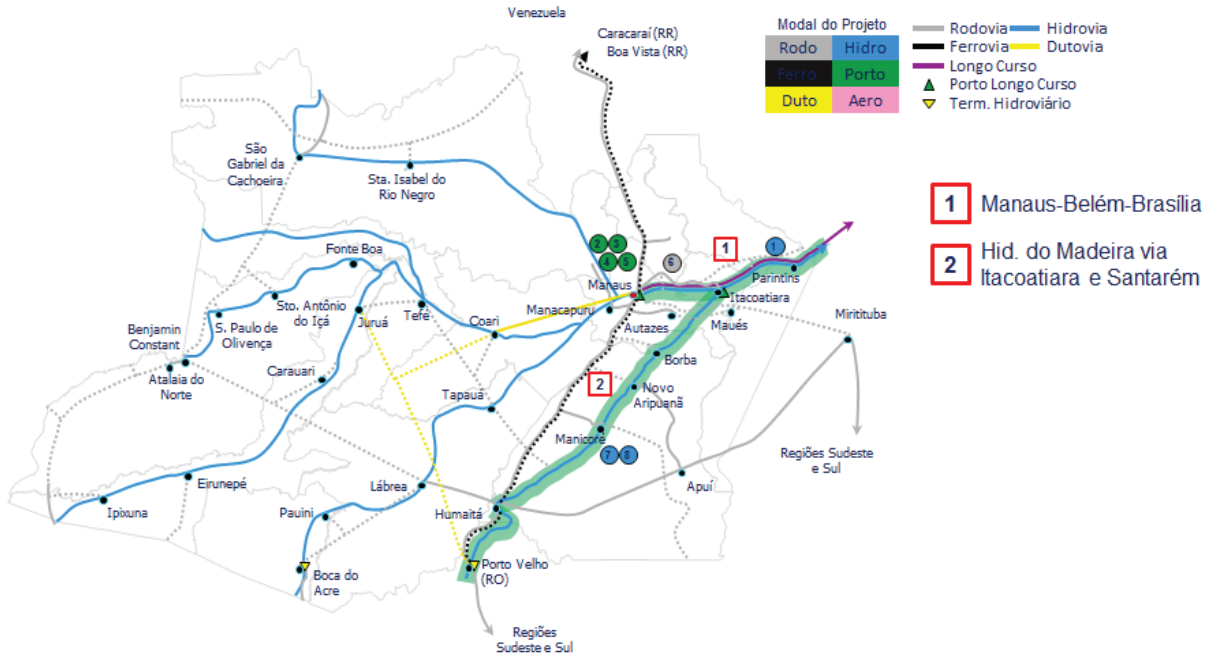 Venezuela
Caracaraí (RR)
Boa Vista (RR)
Modal do Projeto
Rodo
Hidro
Ferro
Porto
Duto
Aero
Rodovia
Hidrovia
Ferrovia
Dutovia
Longo Curso
Porto Longo Curso
Term. Hidroviário
1
Manaus-Belém-Brasília
2
Hid. do Madeira via
Itacoatiara e Santarém
São
Gabriel da
Cachoeira
Sta. Isabel do
Rio Negro
2
3
4
5
6
1
1
Fonte Boa
Manaus
Parintins
Itacoatiara
Sto. Antônio
do Içá
Juruá
Tefé
Coari
Manacapuru
Autazes
Maués
Miritituba
S. Paulo de
Olivença
Benjamin
Constant
Atalaia do
Norte
Carauari
Tapauá
2
Borba
Novo
Aripuanã
Manicoré
7
8
Regiões Sudeste
e Sul
Eirunepé
Ipixuna
Lábrea
Pauini
Humaitá
Apuí
Boca do
Acre
Porto Velho
(RO)
Regiões
Sudeste e Sul